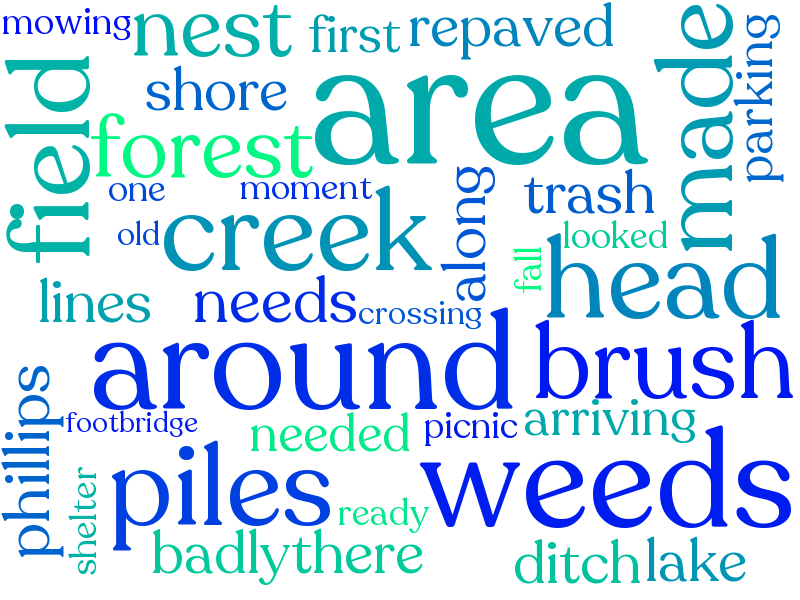 mowing
nest
first
repaved
made
parking
field
shore
area
forest
one
moment
along
trash
old
creek
fall
looked
head
lines
needs
crossing
around
brush
phillips
footbridge
needed
picnic
arriving
shelter
piles
ready
weeds
badly
there
ditch
lake